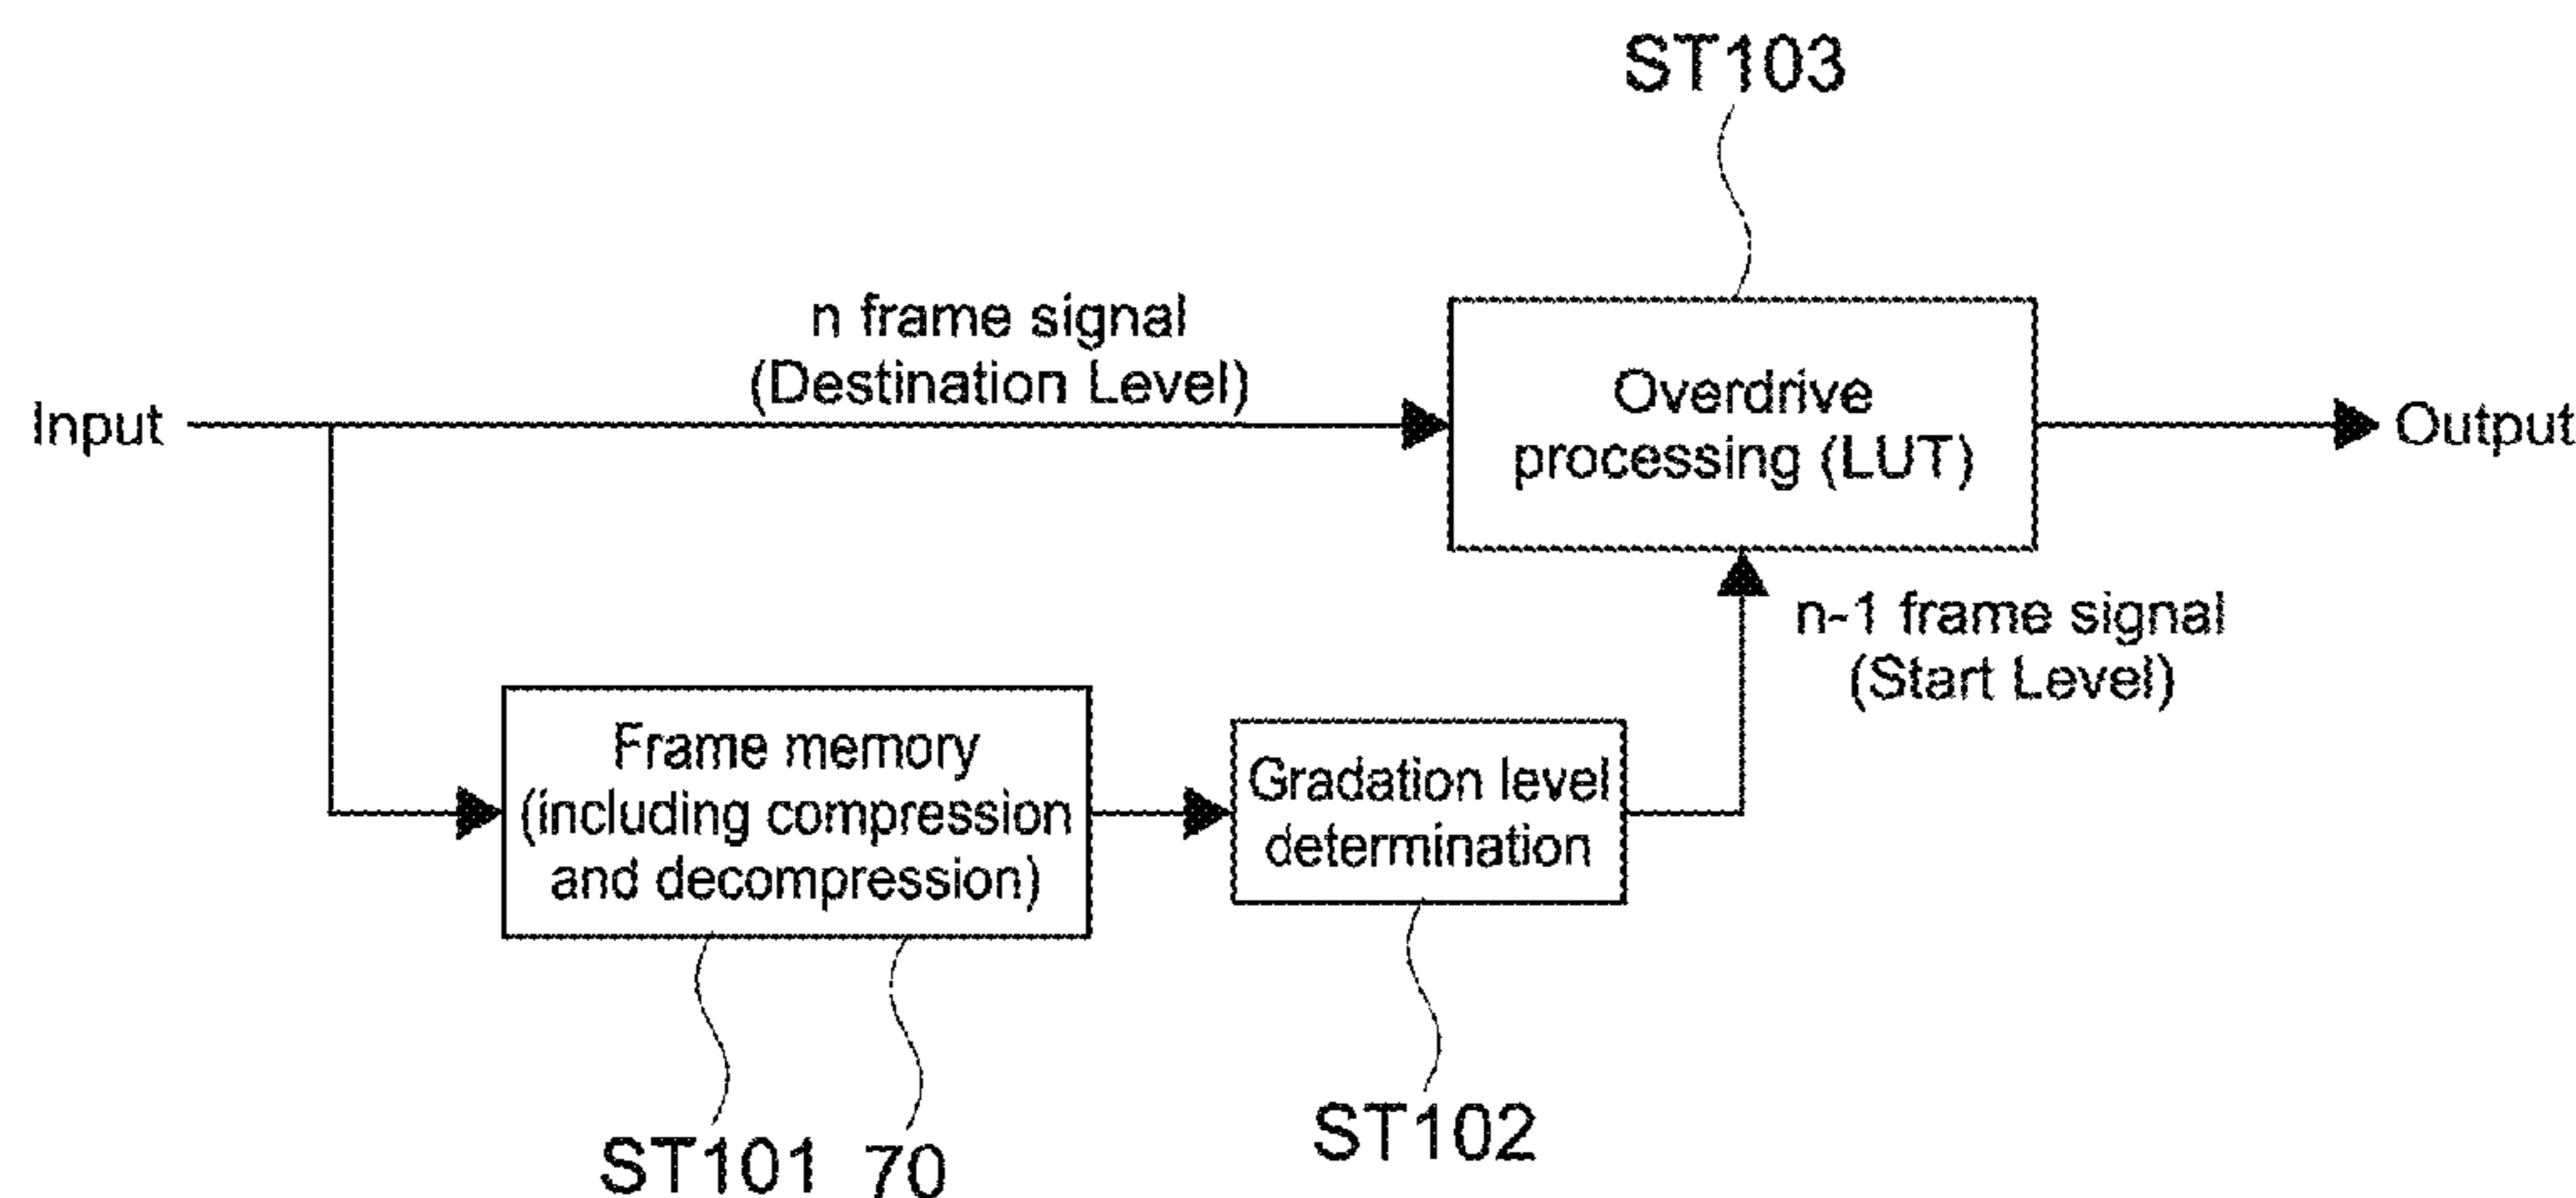 ST103
n frame signal
(Destination Level)
Input
Overdrive
processing (LUT)
Output
n-1 frame signal
(Start Level)
Frame memory
(including compression
and decompression)
Gradation level
determination
ST101
70
ST102